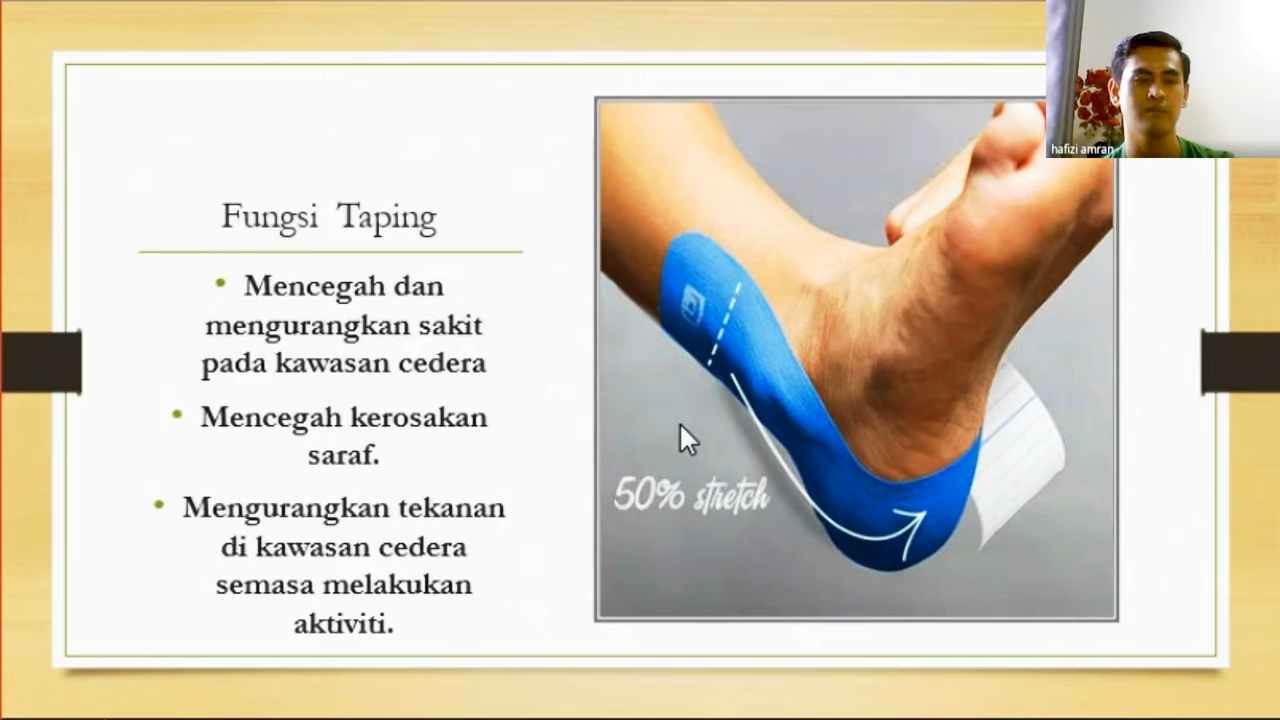 hafizi amran
Fungsi Taping
• Mencegah dan
mengurangkan sakit
pada kawasan cedera
• Mencegah kerosakan
saraf.
• Mengurangkan tekanan
di kawasan cedera
semasa melakukan
aktiviti.
50% stretch